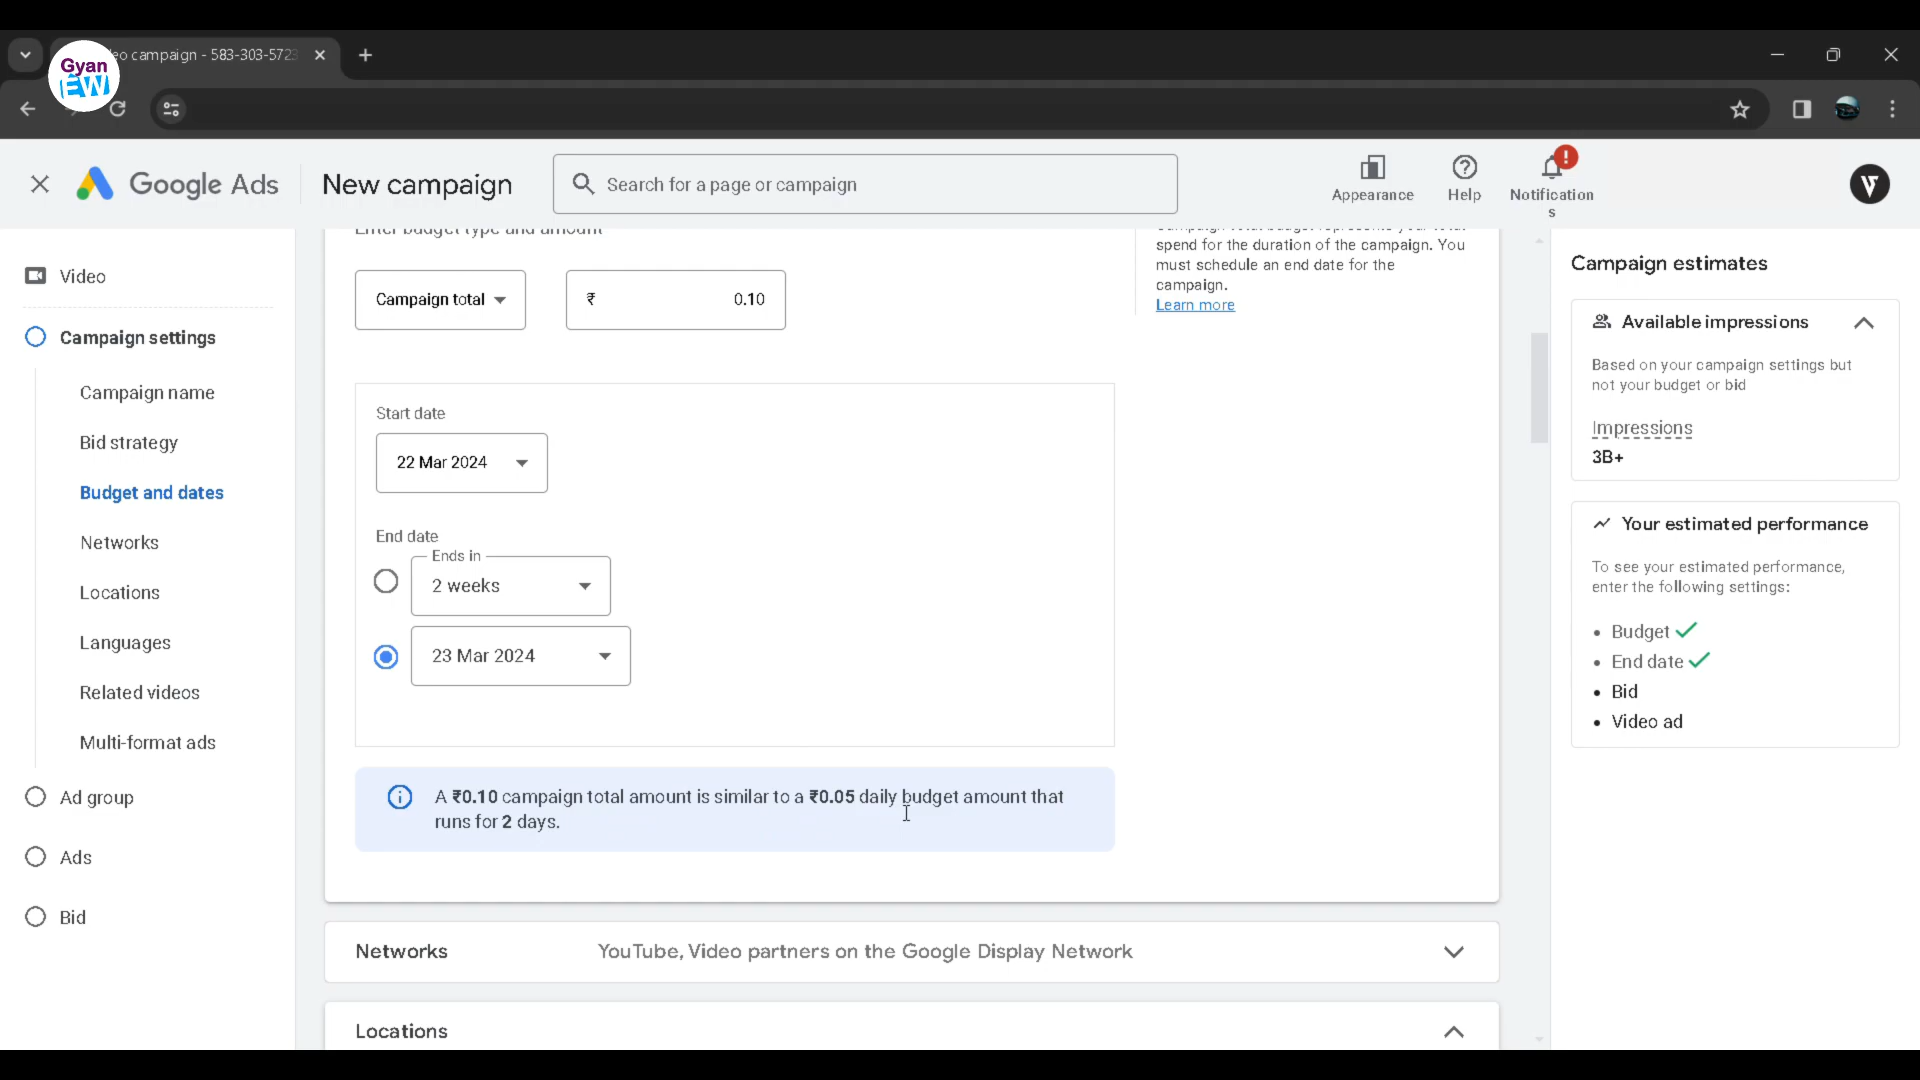 eo campaign - 583-303-5723
Gyan
EW
Google Ads
New campaign
Search for a page or campaign
Appearance
Help
Notification
s
Video
Campaign settings
Campaign name
Bid strategy
Budget and dates
Networks
Locations
Languages
Related videos
Multi-format ads
Ad group
Ads
Bid
Enter budget type and amount
Campaign total
₹ 0.10
Start date
22 Mar 2024
End date
Ends in
2 weeks
23 Mar 2024
A ₹0.10 campaign total amount is similar to a ₹0.05 daily budget amount that
runs for 2 days.
spend for the duration of the campaign. You
must schedule an end date for the
campaign.
Learn more
Networks YouTube, Video partners on the Google Display Network
Locations
Campaign estimates
Available impressions
Based on your campaign settings but
not your budget or bid
Impressions
3B+
Your estimated performance
To see your estimated performance,
enter the following settings:
• Budget
• End date
• Bid
• Video ad